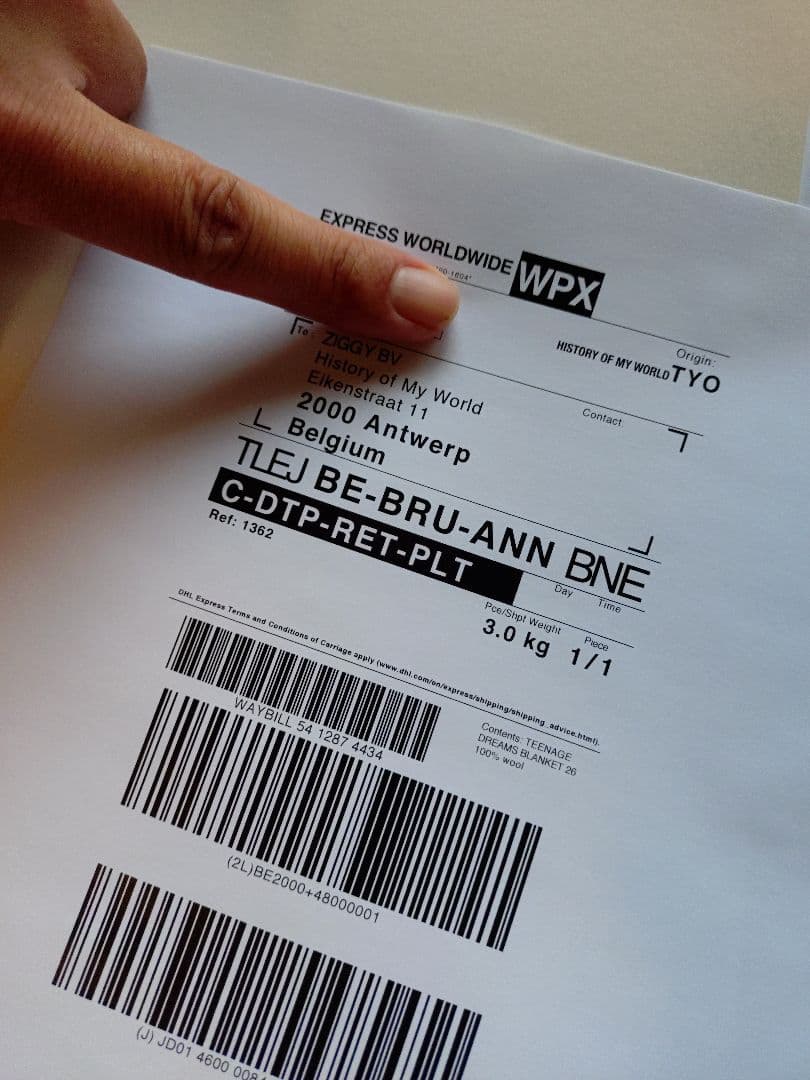 EXPRESS WORLDWIDE WPX
Origin:
HISTORY OF MY WORLD TYO
To:
ZIGGY BV
History of My World
Eikenstraat 11
2000 Antwerp
Belgium
Contact
TLEJ BE-BRU-ANN BNE
C-DTP-RET-PLT
Ref: 1362
Day Time
Pce/Shpt Weight Piece
3.0 kg 1/1
DHL Express Terms and Conditions of Carriage apply (www.dhl.com/en/express/shipping/shipping_advice.html).
WAYBILL 54 1287 4434
Contents: TEENAGE
DREAMS BLANKET 26
100% wool
(2L)BE2000+48000001
(J) JD01 4600